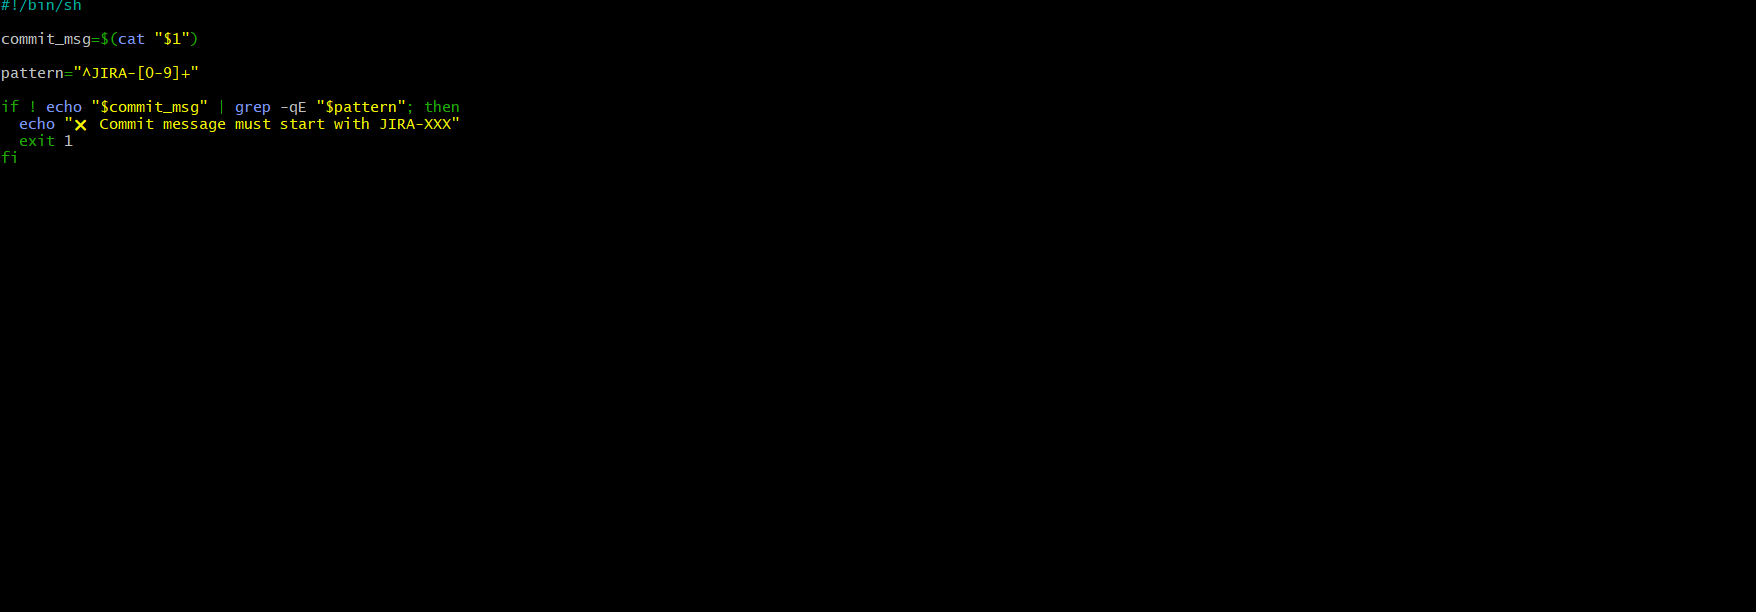 #!/bin/sh
commit_msg=$(cat "$1")
pattern="^JIRA-[0-9]+"
if ! echo "$commit_msg" | grep -qE "$pattern"; then
  echo "❌ Commit message must start with JIRA-XXX"
  exit 1
fi